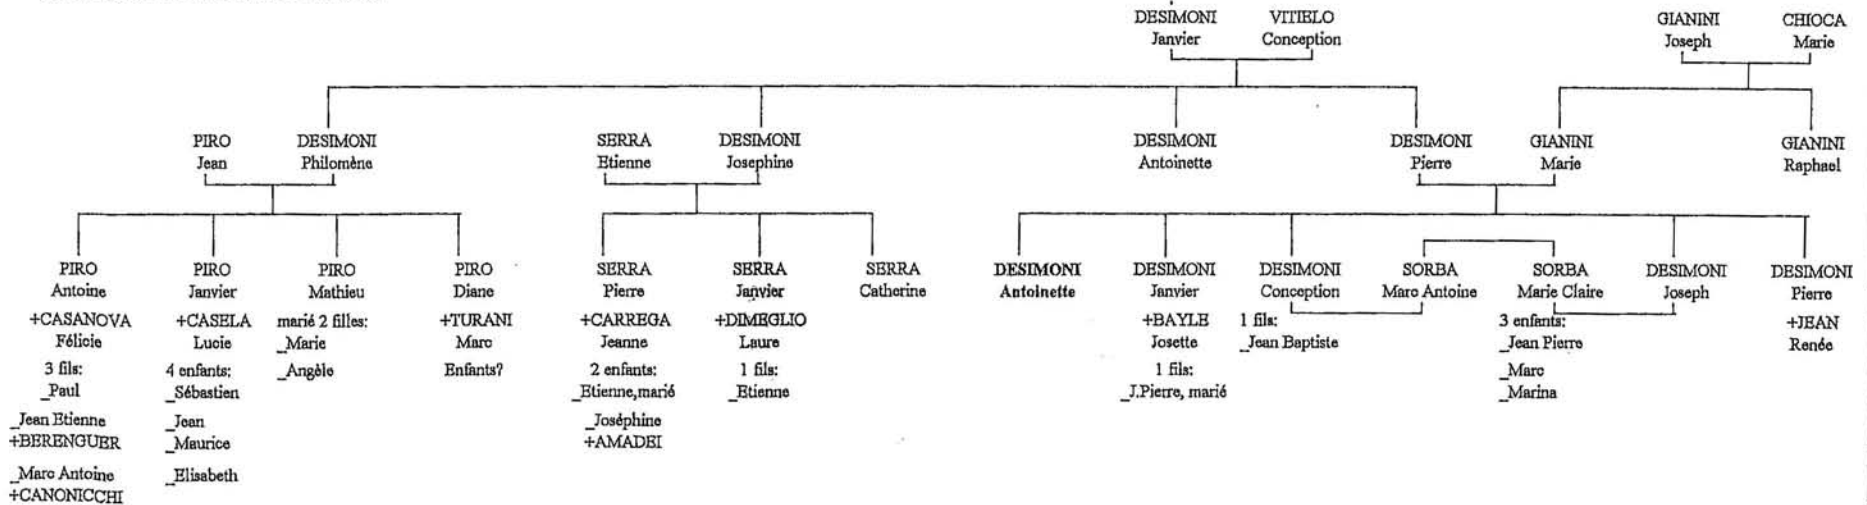 DESIMONI
Janvier
VITIELO
Conception
GIANINI
Joseph
CHIOCA
Marie
PIRO
Jean
DESIMONI
Philomène
SERRA
Etienne
DESIMONI
Josephine
DESIMONI
Antoinette
DESIMONI
Pierre
GIANINI
Marie
GIANINI
Raphael
PIRO
Antoine
+CASANOVA
Félicie
3 fils:
_Paul
_Jean Etienne
+BERENGUER
_Marc Antoine
+CANONICCHI
PIRO
Janvier
+CASELA
Lucie
4 enfants:
_Sébastien
_Jean
_Maurice
_Elisabeth
PIRO
Mathieu
marié 2 filles:
_Marie
_Angèle
PIRO
Diane
+TURANI
Marc
Enfants?
SERRA
Pierre
+CARREGA
Jeanne
2 enfants:
_Etienne,marié
_Joséphine
+AMADEI
SERRA
Janvier
+DIMEGLIO
Laure
1 fils:
_Etienne
SERRA
Catherine
DESIMONI
Antoinette
DESIMONI
Janvier
+BAYLE
Josette
1 fils:
_J.Pierre, marié
DESIMONI
Conception
1 fils:
_Jean Baptiste
SORBA
Marc Antoine
SORBA
Marie Claire
3 enfants:
_Jean Pierre
_Marc
_Marina
DESIMONI
Joseph
DESIMONI
Pierre
+JEAN
Renée